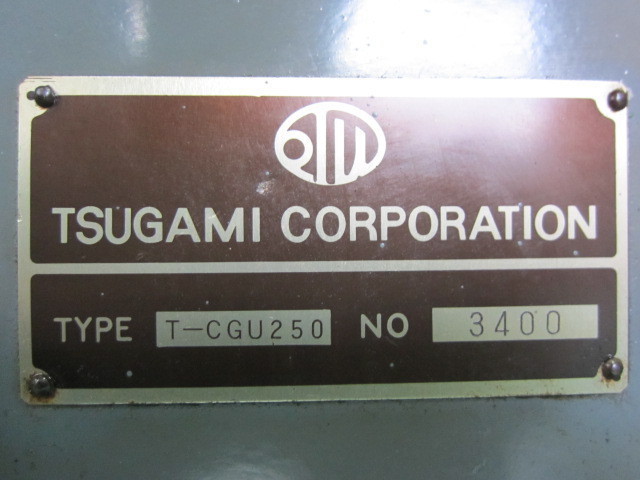 TSUGAMI CORPORATION
TYPE T-CGU250 NO 3400